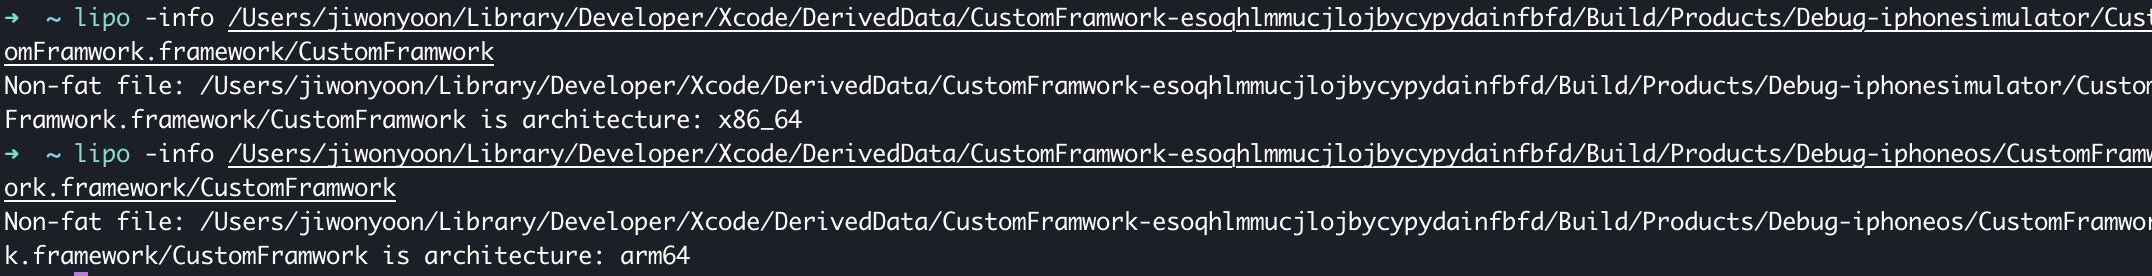 ➜  ~ lipo -info /Users/jiwonyoon/Library/Developer/Xcode/DerivedData/CustomFramwork-esoqhlmmucjlojbycypydainfbfd/Build/Products/Debug-iphonesimulator/Cust
omFramwork.framework/CustomFramwork
Non-fat file: /Users/jiwonyoon/Library/Developer/Xcode/DerivedData/CustomFramwork-esoqhlmmucjlojbycypydainfbfd/Build/Products/Debug-iphonesimulator/Custom
Framwork.framework/CustomFramwork is architecture: x86_64
➜  ~ lipo -info /Users/jiwonyoon/Library/Developer/Xcode/DerivedData/CustomFramwork-esoqhlmmucjlojbycypydainfbfd/Build/Products/Debug-iphoneos/CustomFramw
ork.framework/CustomFramwork
Non-fat file: /Users/jiwonyoon/Library/Developer/Xcode/DerivedData/CustomFramwork-esoqhlmmucjlojbycypydainfbfd/Build/Products/Debug-iphoneos/CustomFramwor
k.framework/CustomFramwork is architecture: arm64